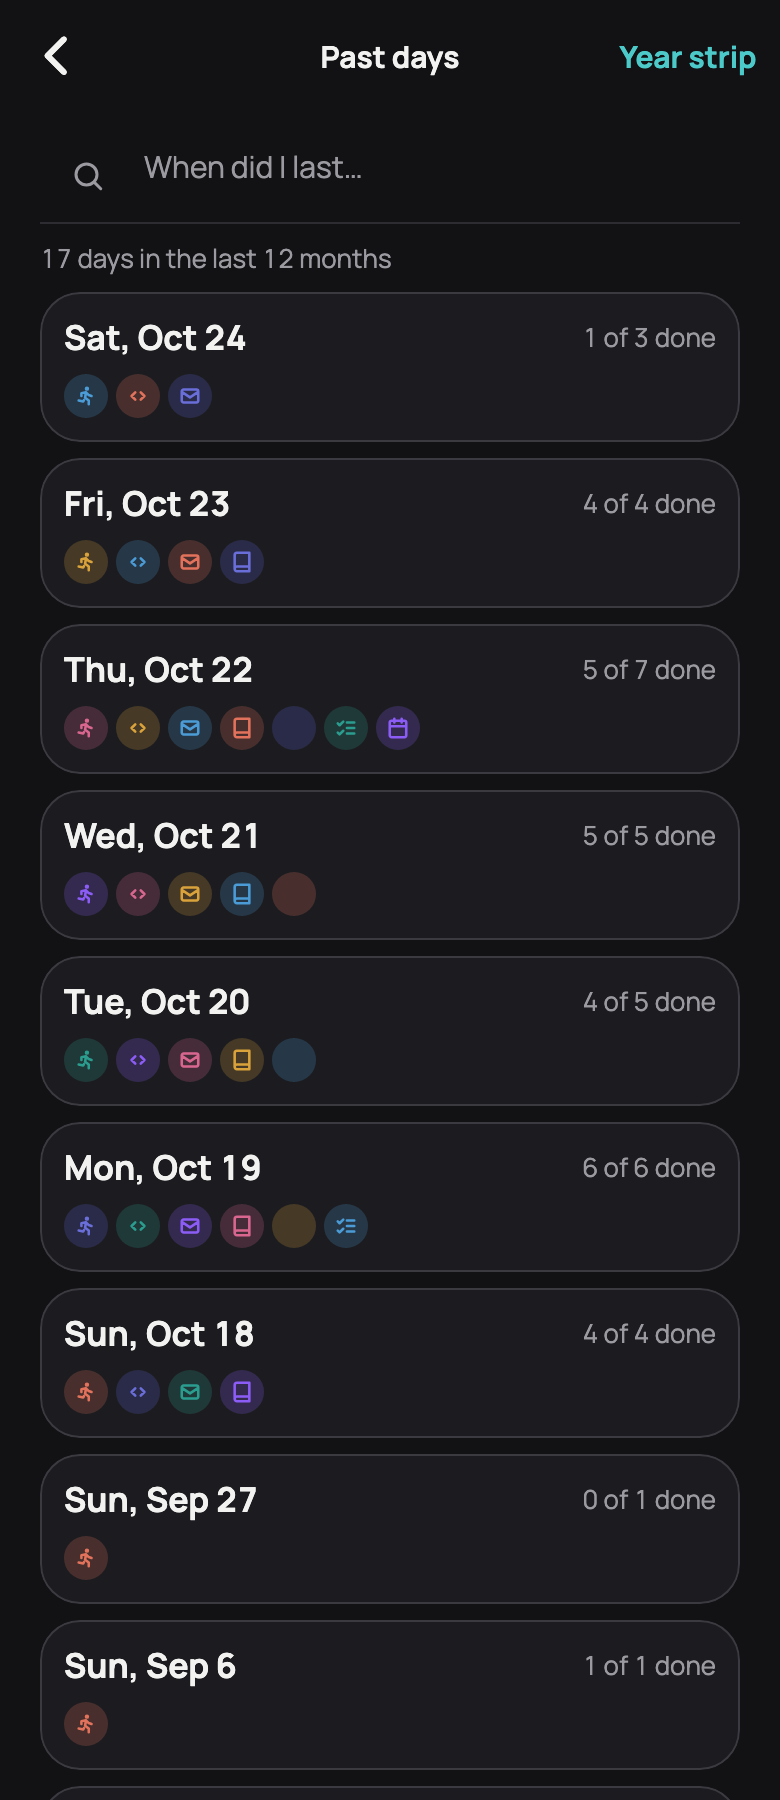 Past days
Year strip
When did I last...
17 days in the last 12 months
Sat, Oct 24
1 of 3 done
Fri, Oct 23
4 of 4 done
Thu, Oct 22
5 of 7 done
Wed, Oct 21
5 of 5 done
Tue, Oct 20
4 of 5 done
Mon, Oct 19
6 of 6 done
Sun, Oct 18
4 of 4 done
Sun, Sep 27
0 of 1 done
Sun, Sep 6
1 of 1 done